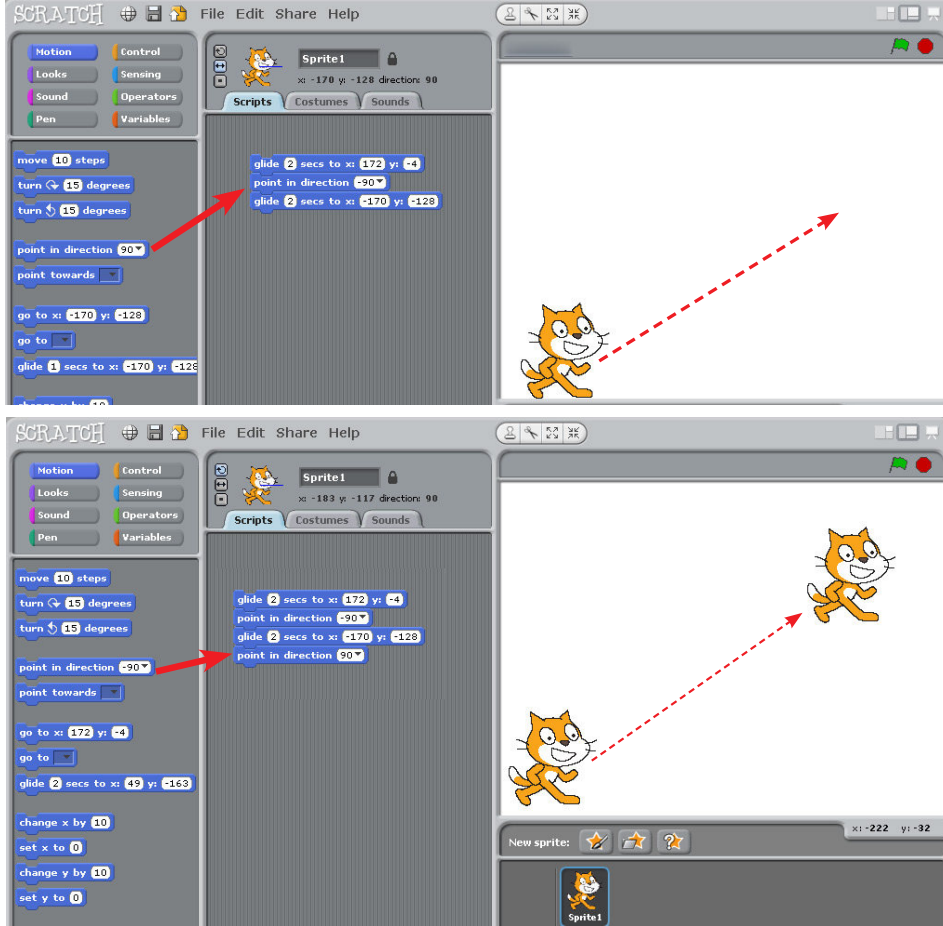 SCRATCH File Edit Share Help
Motion Control
Looks Sensing
Sound Operators
Pen Variables
Sprite1
x: -170 y: -128 direction: 90
Scripts Costumes Sounds
move 10 steps
turn 15 degrees
turn 15 degrees
point in direction 90
point towards
go to x: -170 y: -128
go to
glide 1 secs to x: -170 y: -128
change x by 10
glide 2 secs to x: 172 y: -4
point in direction -90
glide 2 secs to x: -170 y: -128
SCRATCH File Edit Share Help
Motion Control
Looks Sensing
Sound Operators
Pen Variables
Sprite1
x: -183 y: -117 direction: 90
Scripts Costumes Sounds
move 10 steps
turn 15 degrees
turn 15 degrees
point in direction -90
point towards
go to x: 172 y: -4
go to
glide 2 secs to x: 49 y: -163
change x by 10
set x to 0
change y by 10
set y to 0
glide 2 secs to x: 172 y: -4
point in direction -90
glide 2 secs to x: -170 y: -128
point in direction 90
x: -222 y: -32
New sprite:
Sprite1